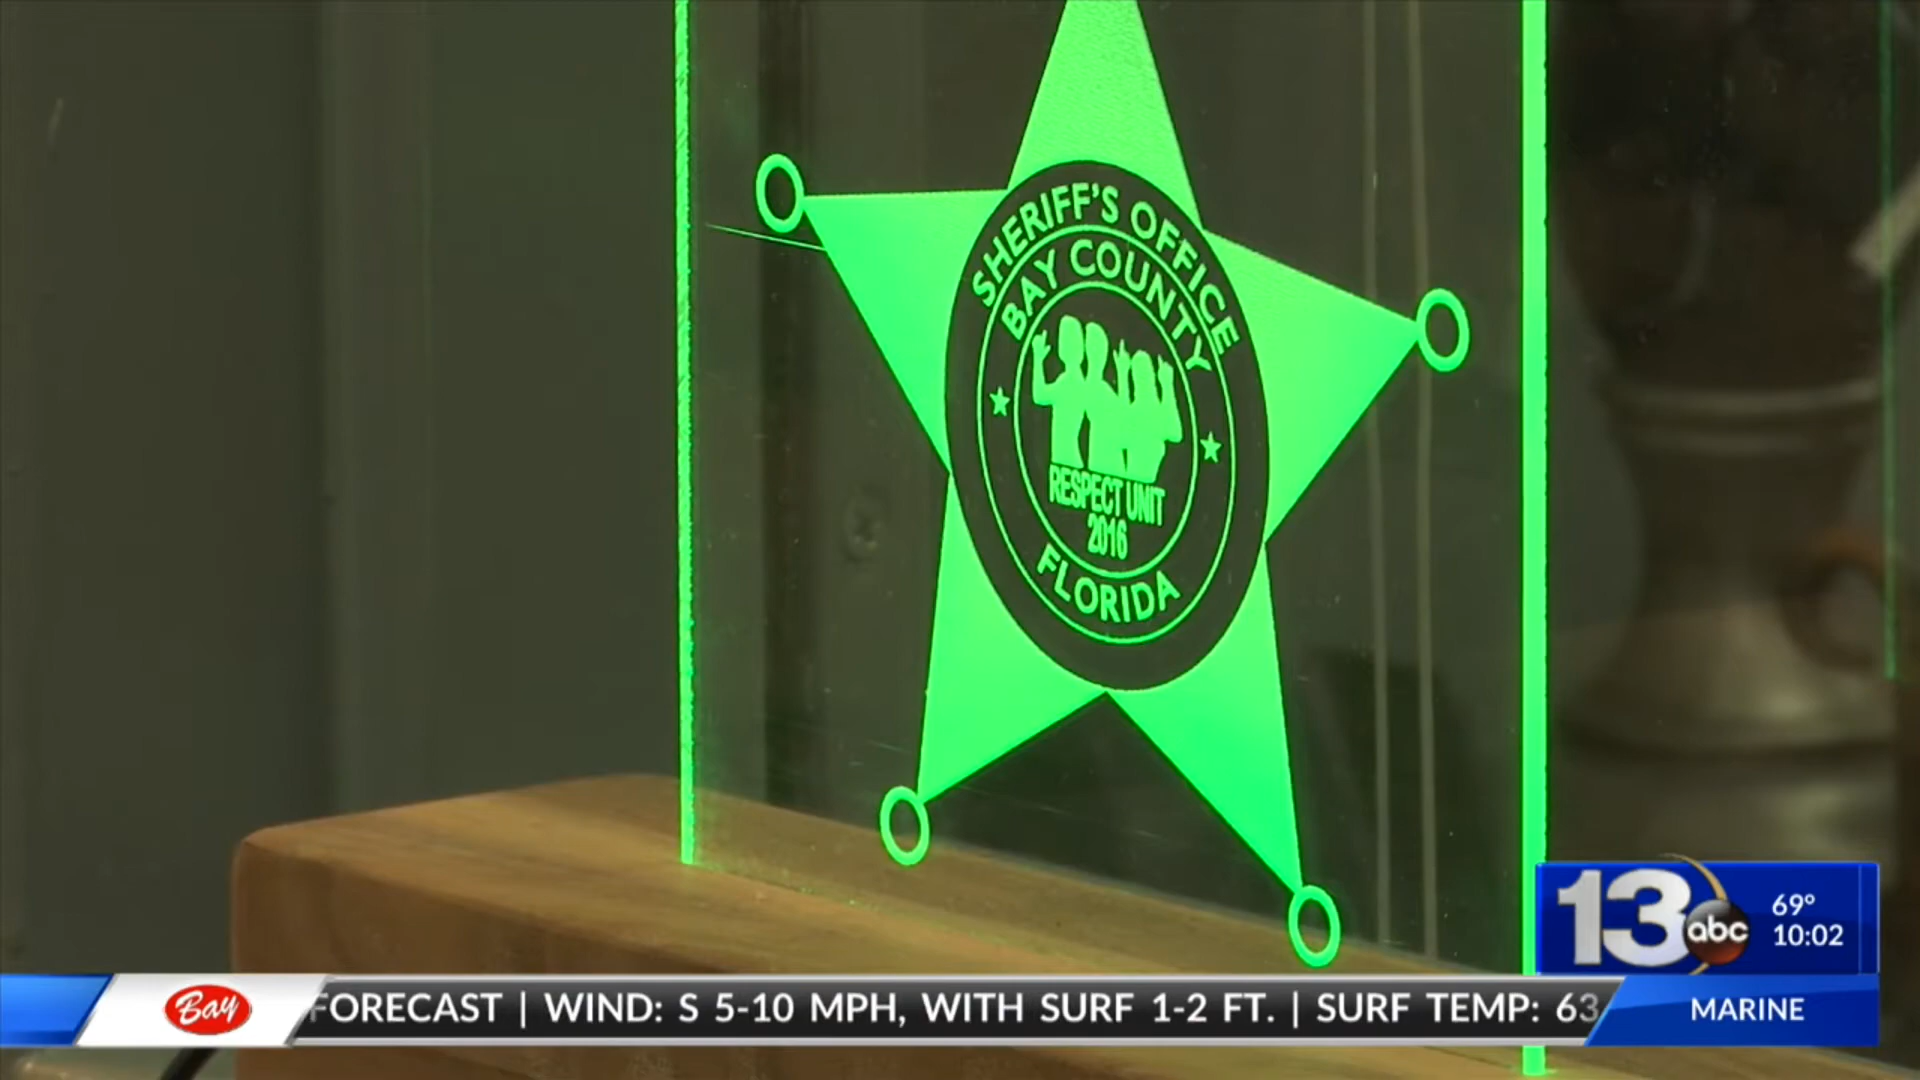 SHERIFF'S OFFICE
BAY COUNTY
RESPECT UNIT
2016
FLORIDA
13 abc
69°
10:02
Bay
FORECAST | WIND: S 5-10 MPH, WITH SURF 1-2 FT. | SURF TEMP: 63
MARINE